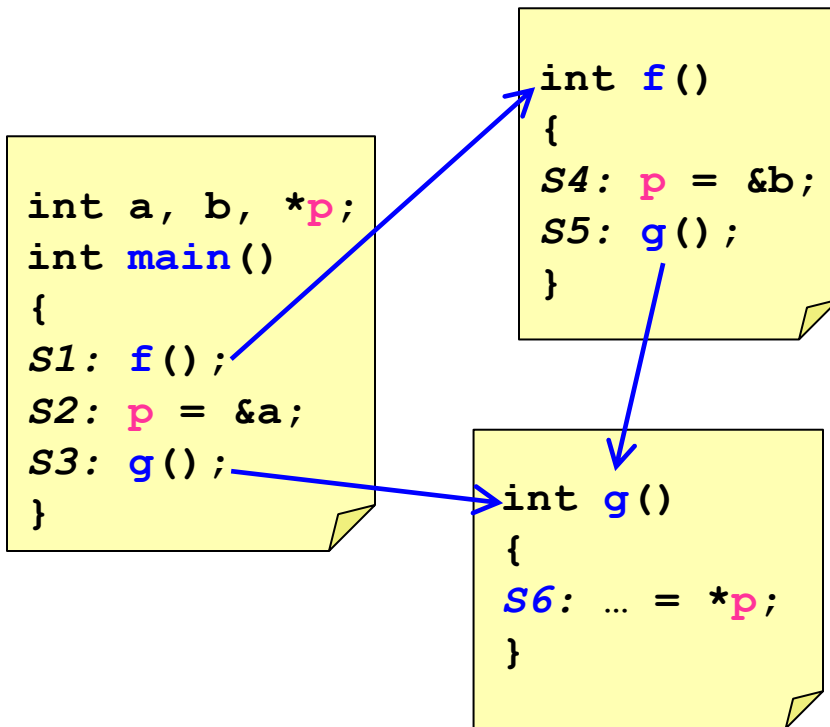 int a, b, *p;
int main()
{
S1: f();
S2: p = &a;
S3: g();
}
int f()
{
S4: p = &b;
S5: g();
}
int g()
{
S6: … = *p;
}